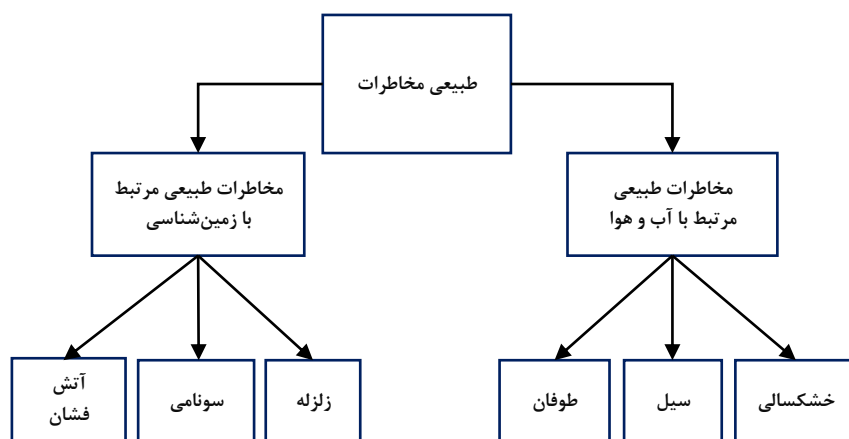 طبیعی مخاطرات
مخاطرات طبیعی
مرتبط با آب و هوا
مخاطرات طبیعی مرتبط
با زمین‌شناسی
خشکسالی
سیل
طوفان
زلزله
سونامی
آتش
فشان